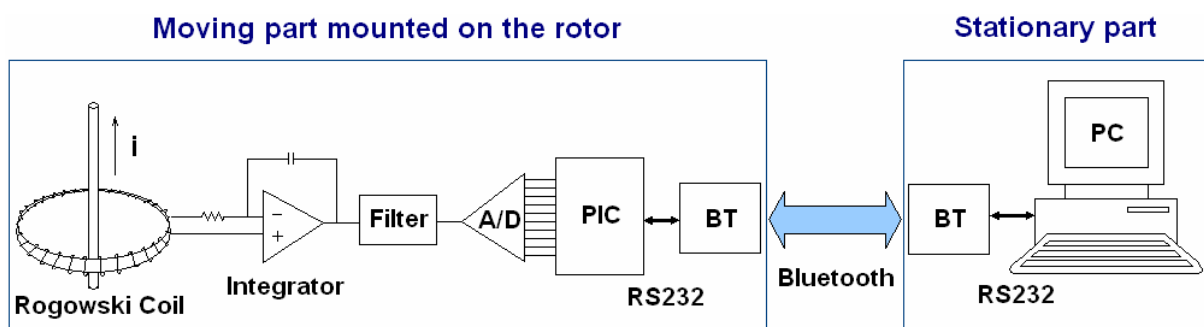 Moving part mounted on the rotor
Stationary part
i
Rogowski Coil
−
+
Integrator
Filter
A/D
PIC
BT
RS232
Bluetooth
BT
PC
RS232